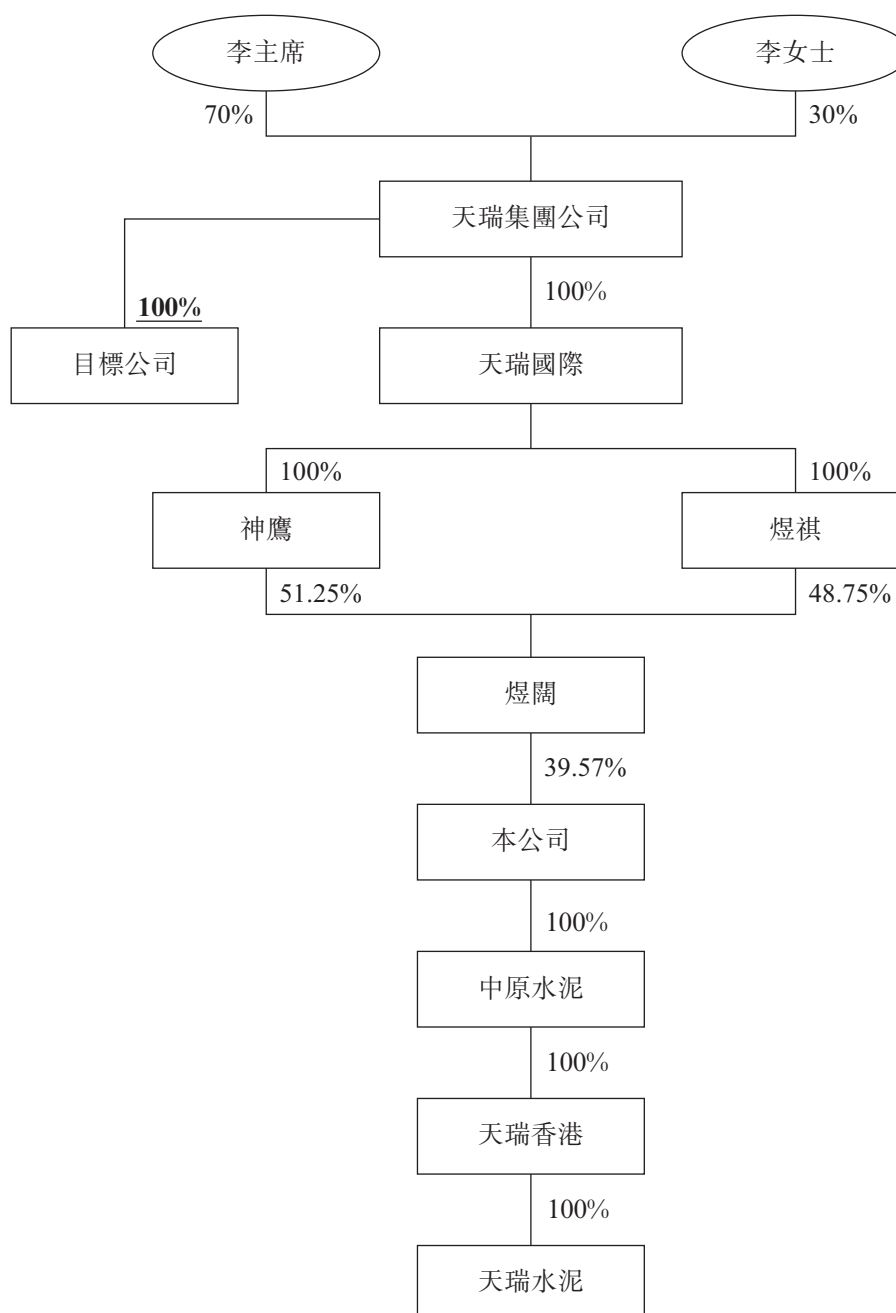 李主席
李女士
70%
30%
天瑞集團公司
100%
100%
目標公司
天瑞國際
100%
100%
神鷹
煜祺
51.25%
48.75%
煜闊
39.57%
本公司
100%
中原水泥
100%
天瑞香港
100%
天瑞水泥